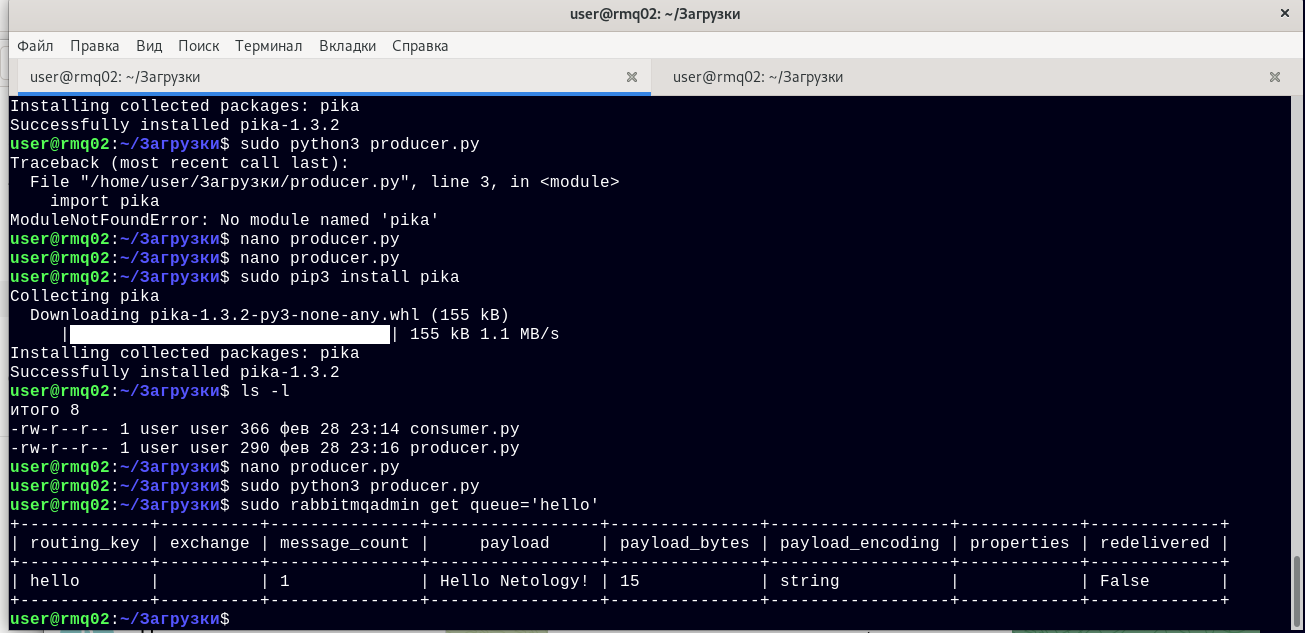 user@rmq02: ~/Загрузки
Файл Правка Вид Поиск Терминал Вкладки Справка
user@rmq02: ~/Загрузки user@rmq02: ~/Загрузки
Installing collected packages: pika
Successfully installed pika-1.3.2
user@rmq02:~/Загрузки$ sudo python3 producer.py
Traceback (most recent call last):
  File "/home/user/Загрузки/producer.py", line 3, in <module>
    import pika
ModuleNotFoundError: No module named 'pika'
user@rmq02:~/Загрузки$ nano producer.py
user@rmq02:~/Загрузки$ nano producer.py
user@rmq02:~/Загрузки$ sudo pip3 install pika
Collecting pika
  Downloading pika-1.3.2-py3-none-any.whl (155 kB)
     |                                | 155 kB 1.1 MB/s
Installing collected packages: pika
Successfully installed pika-1.3.2
user@rmq02:~/Загрузки$ ls -l
итого 8
-rw-r--r-- 1 user user 366 фев 28 23:14 consumer.py
-rw-r--r-- 1 user user 290 фев 28 23:16 producer.py
user@rmq02:~/Загрузки$ nano producer.py
user@rmq02:~/Загрузки$ sudo python3 producer.py
user@rmq02:~/Загрузки$ sudo rabbitmqadmin get queue='hello'
+-------------+----------+---------------+-----------------+---------------+------------------+------------+-------------+
| routing_key | exchange | message_count |     payload     | payload_bytes | payload_encoding | properties | redelivered |
+-------------+----------+---------------+-----------------+---------------+------------------+------------+-------------+
| hello       |          | 1             | Hello Netology! | 15            | string           |            | False       |
+-------------+----------+---------------+-----------------+---------------+------------------+------------+-------------+
user@rmq02:~/Загрузки$